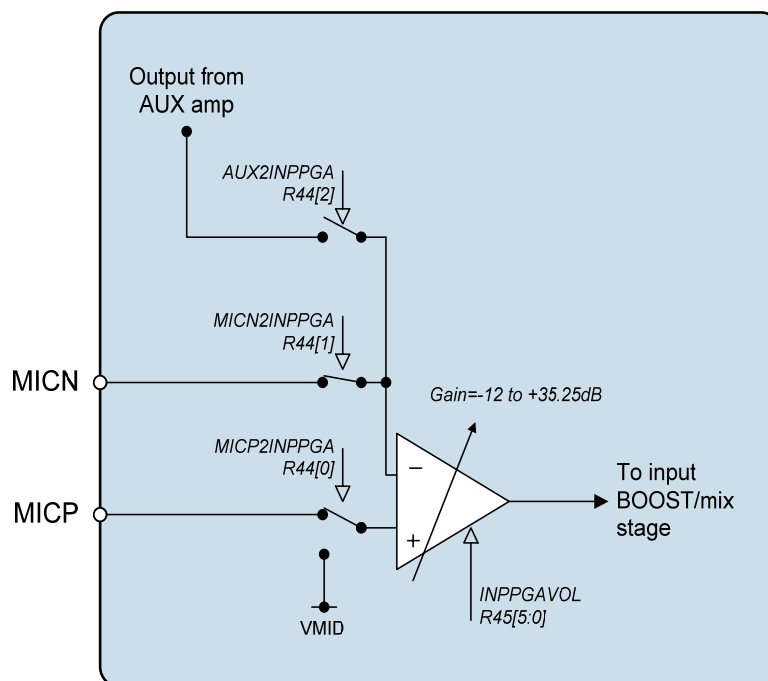 Output from
AUX amp
AUX2INPPGA
R44[2]
MICN2INPPGA
R44[1]
MICN
Gain=-12 to +35.25dB
MICP2INPPGA
R44[0]
MICP
−
+
To input
BOOST/mix
stage
VMID
INPPGAVOL
R45[5:0]